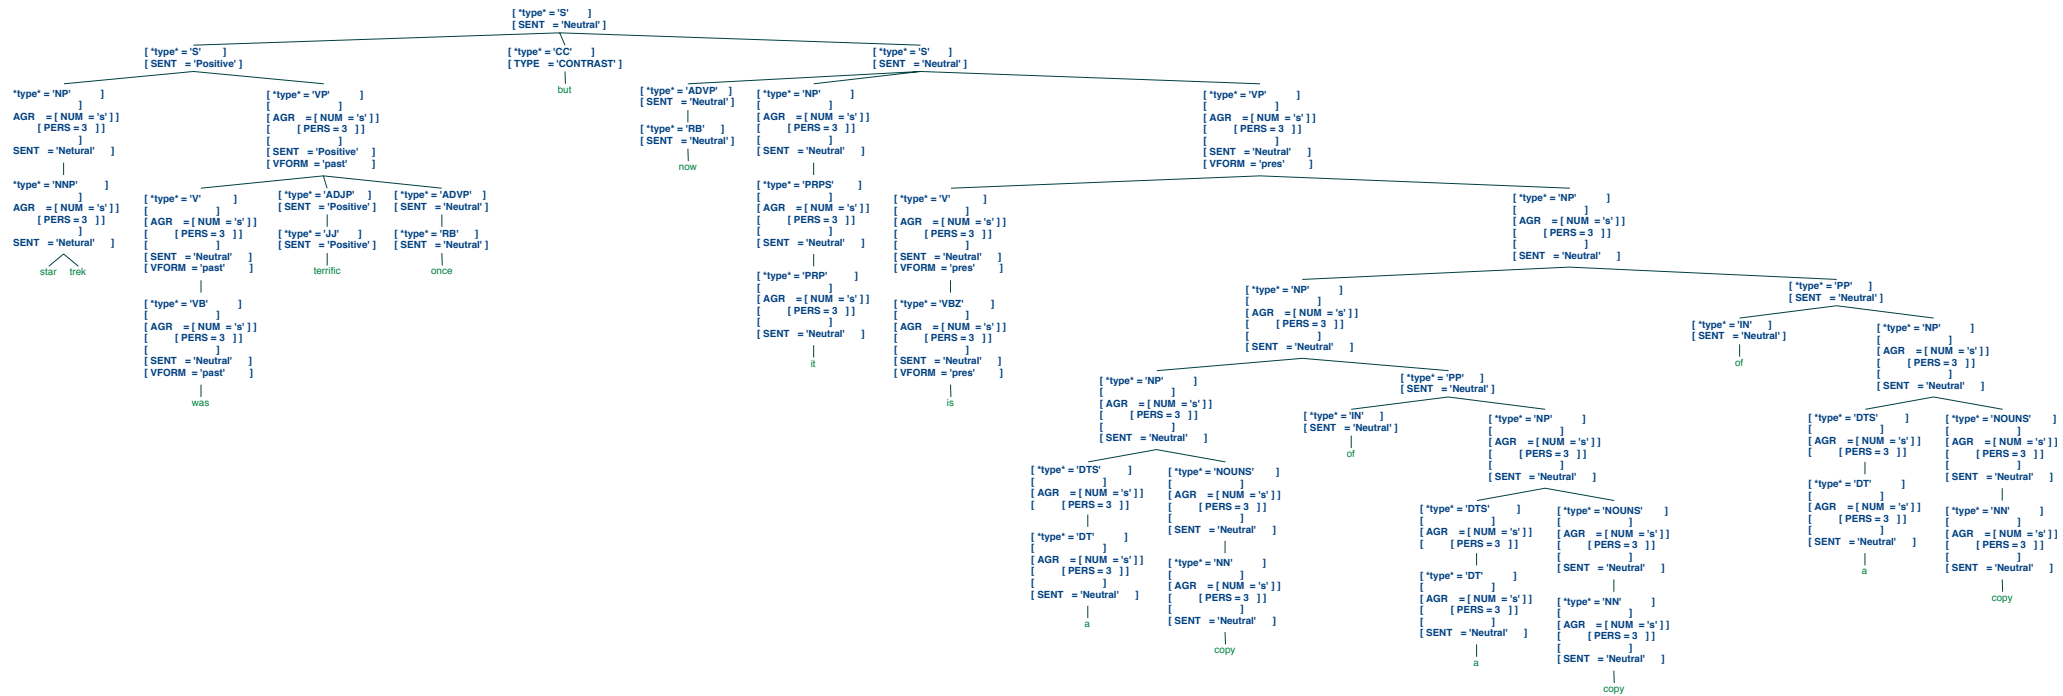 [ *type* = 'S' ]
[ SENT = 'Neutral' ]
[ *type* = 'S' ]
[ SENT = 'Positive' ]
[ *type* = 'CC' ]
[ TYPE = 'CONTRAST' ]
but
[ *type* = 'S' ]
[ SENT = 'Neutral' ]
*type* = 'NP' ]
]
AGR = [ NUM = 's' ] ]
[ PERS = 3 ] ]
]
SENT = 'Netural' ]
[ *type* = 'VP' ]
[ ]
[ AGR = [ NUM = 's' ] ]
[ [ PERS = 3 ] ]
[ ]
[ SENT = 'Positive' ]
[ VFORM = 'past' ]
[ *type* = 'ADVP' ]
[ SENT = 'Neutral' ]
[ *type* = 'RB' ]
[ SENT = 'Neutral' ]
now
[ *type* = 'NP' ]
[ ]
[ AGR = [ NUM = 's' ] ]
[ [ PERS = 3 ] ]
[ ]
[ SENT = 'Neutral' ]
[ *type* = 'VP' ]
[ ]
[ AGR = [ NUM = 's' ] ]
[ [ PERS = 3 ] ]
[ ]
[ SENT = 'Neutral' ]
[ VFORM = 'pres' ]
*type* = 'NNP' ]
]
AGR = [ NUM = 's' ] ]
[ PERS = 3 ] ]
]
SENT = 'Netural' ]
star trek
[ *type* = 'V' ]
[ ]
[ AGR = [ NUM = 's' ] ]
[ [ PERS = 3 ] ]
[ ]
[ SENT = 'Neutral' ]
[ VFORM = 'past' ]
[ *type* = 'VB' ]
[ ]
[ AGR = [ NUM = 's' ] ]
[ [ PERS = 3 ] ]
[ ]
[ SENT = 'Neutral' ]
[ VFORM = 'past' ]
was
[ *type* = 'ADJP' ]
[ SENT = 'Positive' ]
[ *type* = 'JJ' ]
[ SENT = 'Positive' ]
terrific
[ *type* = 'ADVP' ]
[ SENT = 'Neutral' ]
[ *type* = 'RB' ]
[ SENT = 'Neutral' ]
once
[ *type* = 'PRPS' ]
[ ]
[ AGR = [ NUM = 's' ] ]
[ [ PERS = 3 ] ]
[ ]
[ SENT = 'Neutral' ]
[ *type* = 'PRP' ]
[ ]
[ AGR = [ NUM = 's' ] ]
[ [ PERS = 3 ] ]
[ ]
[ SENT = 'Neutral' ]
it
[ *type* = 'V' ]
[ ]
[ AGR = [ NUM = 's' ] ]
[ [ PERS = 3 ] ]
[ ]
[ SENT = 'Neutral' ]
[ VFORM = 'pres' ]
[ *type* = 'VBZ' ]
[ ]
[ AGR = [ NUM = 's' ] ]
[ [ PERS = 3 ] ]
[ ]
[ SENT = 'Neutral' ]
[ VFORM = 'pres' ]
is
[ *type* = 'NP' ]
[ ]
[ AGR = [ NUM = 's' ] ]
[ [ PERS = 3 ] ]
[ ]
[ SENT = 'Neutral' ]
[ *type* = 'NP' ]
[ ]
[ AGR = [ NUM = 's' ] ]
[ [ PERS = 3 ] ]
[ ]
[ SENT = 'Neutral' ]
[ *type* = 'NP' ]
[ ]
[ AGR = [ NUM = 's' ] ]
[ [ PERS = 3 ] ]
[ ]
[ SENT = 'Neutral' ]
[ *type* = 'DTS' ]
[ ]
[ AGR = [ NUM = 's' ] ]
[ [ PERS = 3 ] ]
[ *type* = 'DT' ]
[ ]
[ AGR = [ NUM = 's' ] ]
[ [ PERS = 3 ] ]
[ ]
[ SENT = 'Neutral' ]
a
[ *type* = 'NOUNS' ]
[ ]
[ AGR = [ NUM = 's' ] ]
[ [ PERS = 3 ] ]
[ ]
[ SENT = 'Neutral' ]
[ *type* = 'NN' ]
[ ]
[ AGR = [ NUM = 's' ] ]
[ [ PERS = 3 ] ]
[ ]
[ SENT = 'Neutral' ]
copy
[ *type* = 'PP' ]
[ SENT = 'Neutral' ]
[ *type* = 'IN' ]
[ SENT = 'Neutral' ]
of
[ *type* = 'NP' ]
[ ]
[ AGR = [ NUM = 's' ] ]
[ [ PERS = 3 ] ]
[ ]
[ SENT = 'Neutral' ]
[ *type* = 'DTS' ]
[ ]
[ AGR = [ NUM = 's' ] ]
[ [ PERS = 3 ] ]
[ *type* = 'DT' ]
[ ]
[ AGR = [ NUM = 's' ] ]
[ [ PERS = 3 ] ]
[ ]
[ SENT = 'Neutral' ]
a
[ *type* = 'NOUNS' ]
[ ]
[ AGR = [ NUM = 's' ] ]
[ [ PERS = 3 ] ]
[ ]
[ SENT = 'Neutral' ]
[ *type* = 'NN' ]
[ ]
[ AGR = [ NUM = 's' ] ]
[ [ PERS = 3 ] ]
[ ]
[ SENT = 'Neutral' ]
copy
[ *type* = 'PP' ]
[ SENT = 'Neutral' ]
[ *type* = 'IN' ]
[ SENT = 'Neutral' ]
of
[ *type* = 'NP' ]
[ ]
[ AGR = [ NUM = 's' ] ]
[ [ PERS = 3 ] ]
[ ]
[ SENT = 'Neutral' ]
[ *type* = 'DTS' ]
[ ]
[ AGR = [ NUM = 's' ] ]
[ [ PERS = 3 ] ]
[ *type* = 'DT' ]
[ ]
[ AGR = [ NUM = 's' ] ]
[ [ PERS = 3 ] ]
[ ]
[ SENT = 'Neutral' ]
a
[ *type* = 'NOUNS' ]
[ ]
[ AGR = [ NUM = 's' ] ]
[ [ PERS = 3 ] ]
[ ]
[ SENT = 'Neutral' ]
[ *type* = 'NN' ]
[ ]
[ AGR = [ NUM = 's' ] ]
[ [ PERS = 3 ] ]
[ ]
[ SENT = 'Neutral' ]
copy